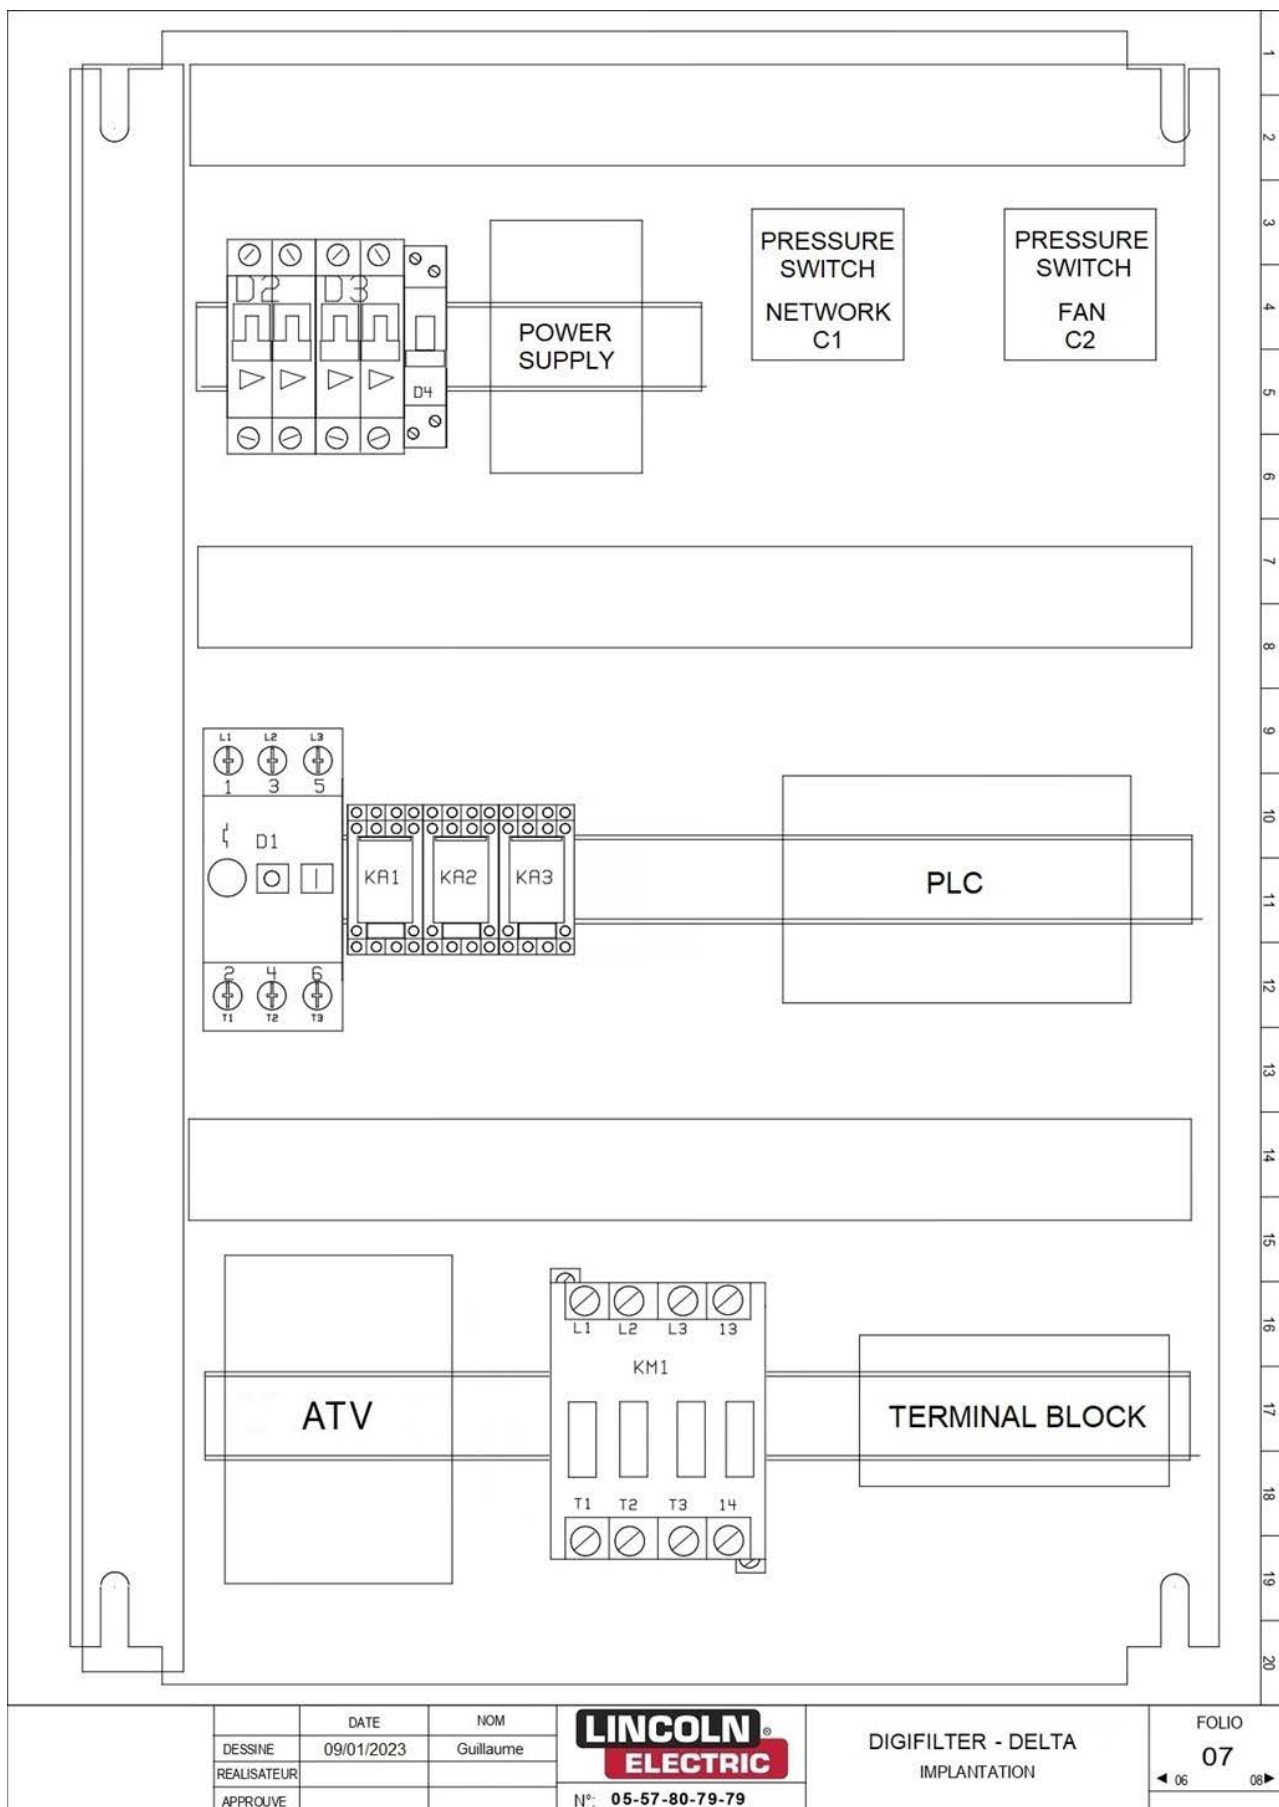 1
2
3
4
5
6
7
8
9
10
11
12
13
14
15
16
17
18
19
20
D2 D3
D4
POWER
SUPPLY
PRESSURE
SWITCH
NETWORK
C1
PRESSURE
SWITCH
FAN
C2
L1 L2 L3
1 3 5
D1
2 4 6
T1 T2 T3
KA1 KA2 KA3
PLC
ATV
L1 L2 L3 13
KM1
T1 T2 T3 14
TERMINAL BLOCK
DATE NOM
DESSINE 09/01/2023 Guillaume
REALISATEUR
APPROUVE
LINCOLN ®
ELECTRIC
N°: 05-57-80-79-79
DIGIFILTER - DELTA
IMPLANTATION
FOLIO
07
◄ 06 08►